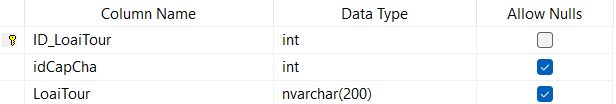 Column Name Data Type Allow Nulls
ID_LoaiTour int
idCapCha int
LoaiTour nvarchar(200)